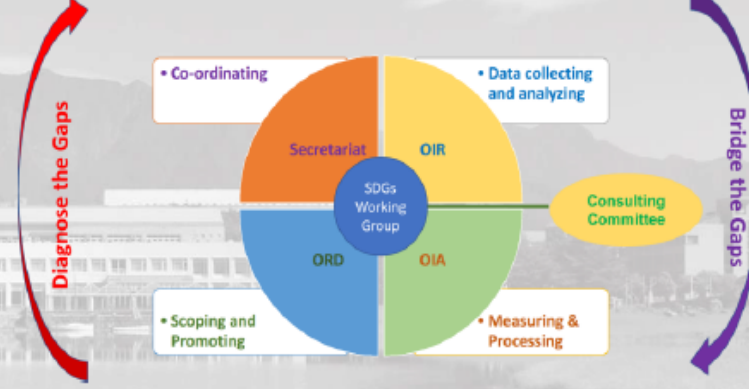 • Co-ordinating
• Data collecting
and analyzing
Secretariat
OIR
SDGs
Working
Group
Consulting
Committee
ORD
OIA
• Scoping and
Promoting
• Measuring &
Processing
Diagnose the Gaps
Bridge the Gaps